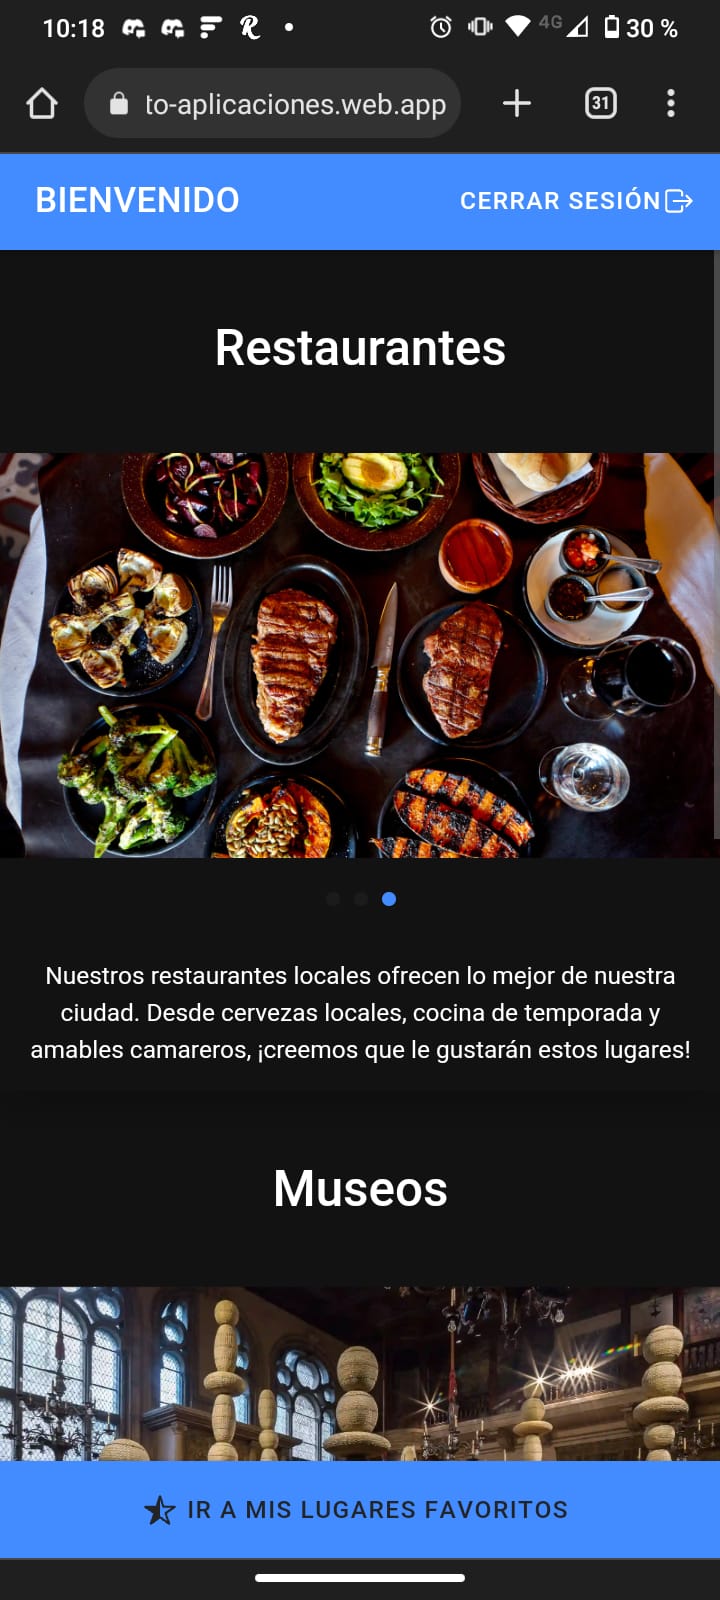 10:18
4G
30 %
to-aplicaciones.web.app
31
BIENVENIDO
CERRAR SESIÓN
Restaurantes
Nuestros restaurantes locales ofrecen lo mejor de nuestra
ciudad. Desde cervezas locales, cocina de temporada y
amables camareros, ¡creemos que le gustarán estos lugares!
Museos
IR A MIS LUGARES FAVORITOS